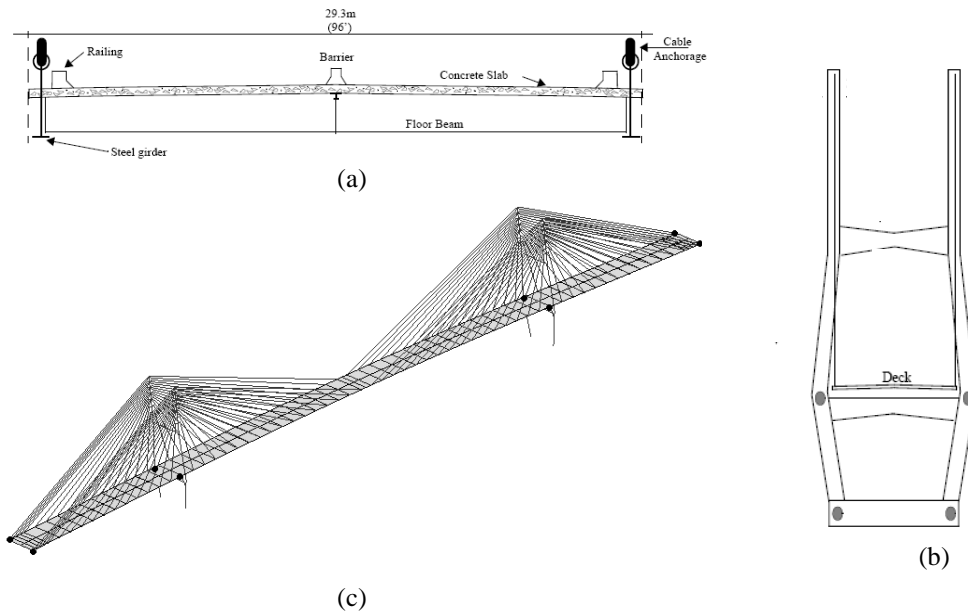 29.3m
(96')
Railing
Barrier
Cable
Anchorage
Concrete Slab
Floor Beam
Steel girder
(a)
Deck
(b)
(c)